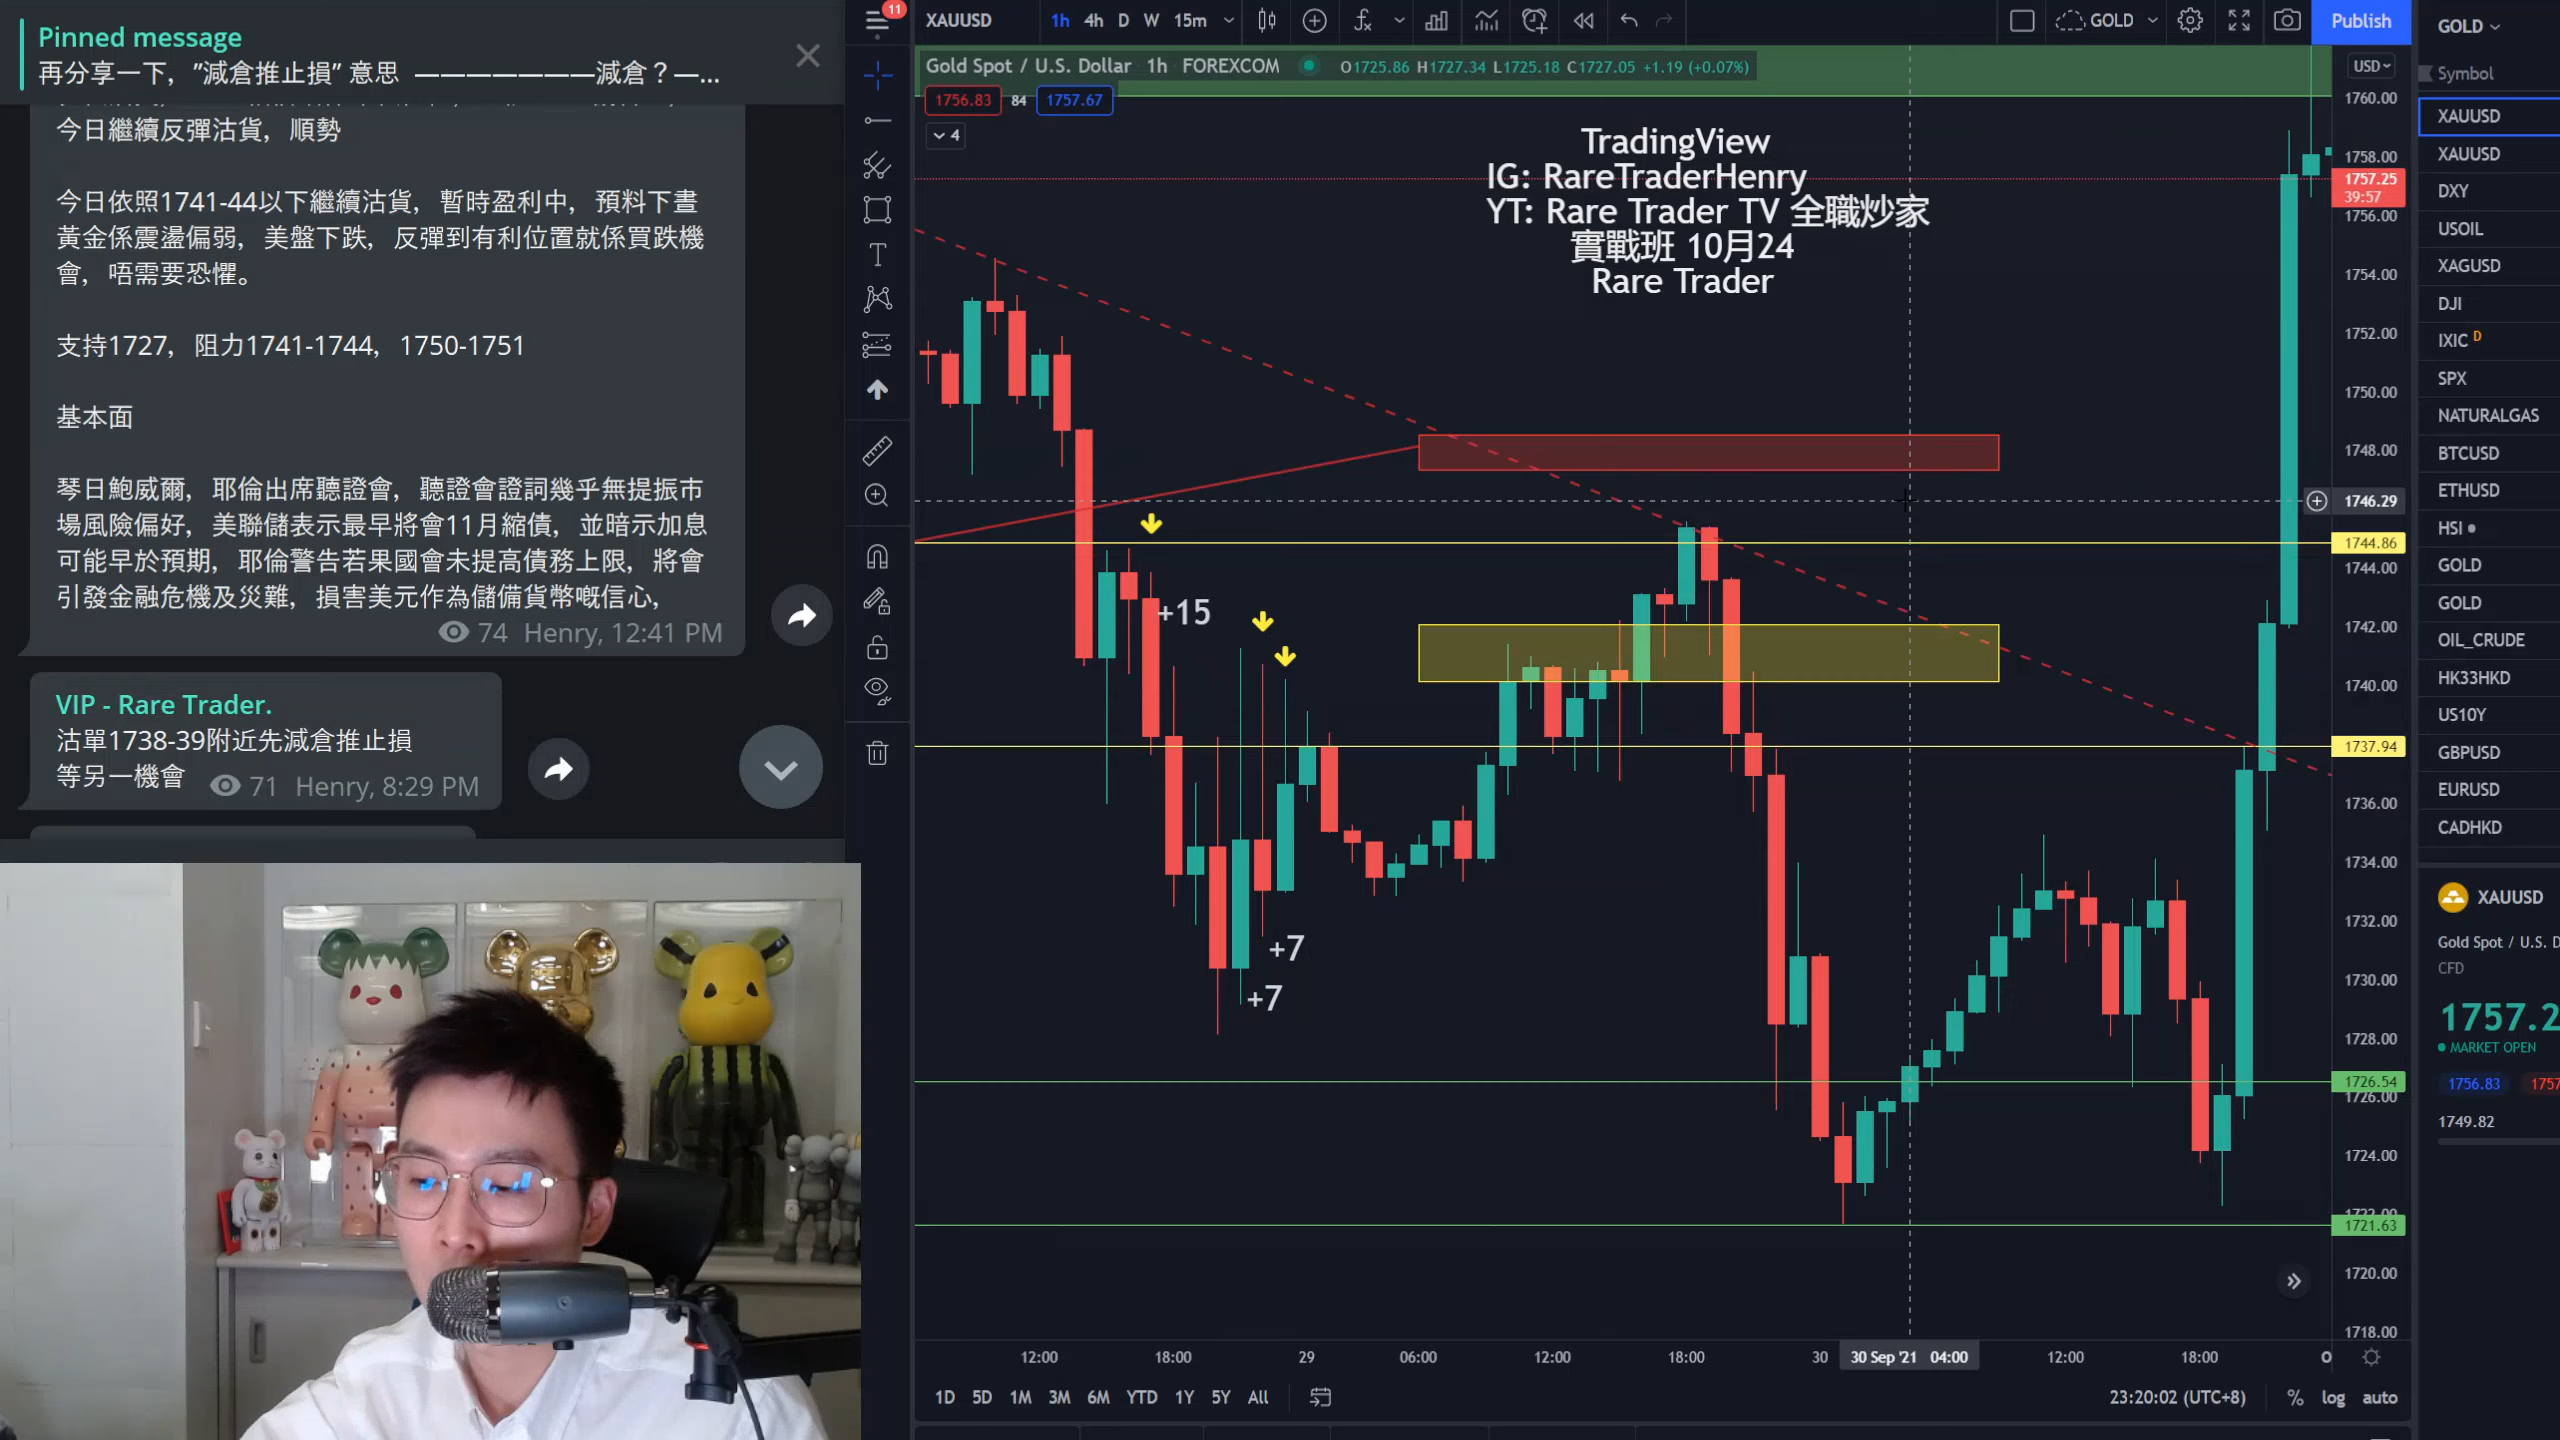 Pinned message
再分享一下，"減倉推止損" 意思 ———————減倉？—...
今日繼續反彈沽貨，順勢
今日依照1741-44以下繼續沽貨，暫時盈利中，預料下晝
黃金係震盪偏弱，美盤下跌，反彈到有利位置就係買跌機
會，唔需要恐懼。
支持1727，阻力1741-1744，1750-1751
基本面
琴日鮑威爾，耶倫出席聽證會，聽證會證詞幾乎無提振市
場風險偏好，美聯儲表示最早將會11月縮債，並暗示加息
可能早於預期，耶倫警告若果國會未提高債務上限，將會
引發金融危機及災難，損害美元作為儲備貨幣嘅信心，
74 Henry, 12:41 PM
VIP - Rare Trader.
沽單1738-39附近先減倉推止損
等另一機會 71 Henry, 8:29 PM
11
XAUUSD 1h 4h D W 15m
GOLD
Publish
Gold Spot / U.S. Dollar 1h FOREXCOM O1725.86 H1727.34 L1725.18 C1727.05 +1.19 (+0.07%)
1756.83 84 1757.67
4
TradingView
IG: RareTraderHenry
YT: Rare Trader TV 全職炒家
實戰班 10月24
Rare Trader
+15
+7
+7
USD
1760.00
1758.00
1757.25
39:57
1756.00
1754.00
1752.00
1750.00
1748.00
1746.29
1744.86
1744.00
1742.00
1740.00
1737.94
1736.00
1734.00
1732.00
1730.00
1728.00
1726.54
1726.00
1724.00
1721.63
1720.00
1718.00
12:00 18:00 29 06:00 12:00 18:00 30 30 Sep '21 04:00 12:00 18:00
1D 5D 1M 3M 6M YTD 1Y 5Y All
23:20:02 (UTC+8) % log auto
GOLD
Symbol
XAUUSD
XAUUSD
DXY
USOIL
XAGUSD
DJI
IXIC D
SPX
NATURALGAS
BTCUSD
ETHUSD
HSI
GOLD
GOLD
OIL_CRUDE
HK33HKD
US10Y
GBPUSD
EURUSD
CADHKD
XAUUSD
Gold Spot / U.S. D
CFD
1757.2
MARKET OPEN
1756.83 1757
1749.82